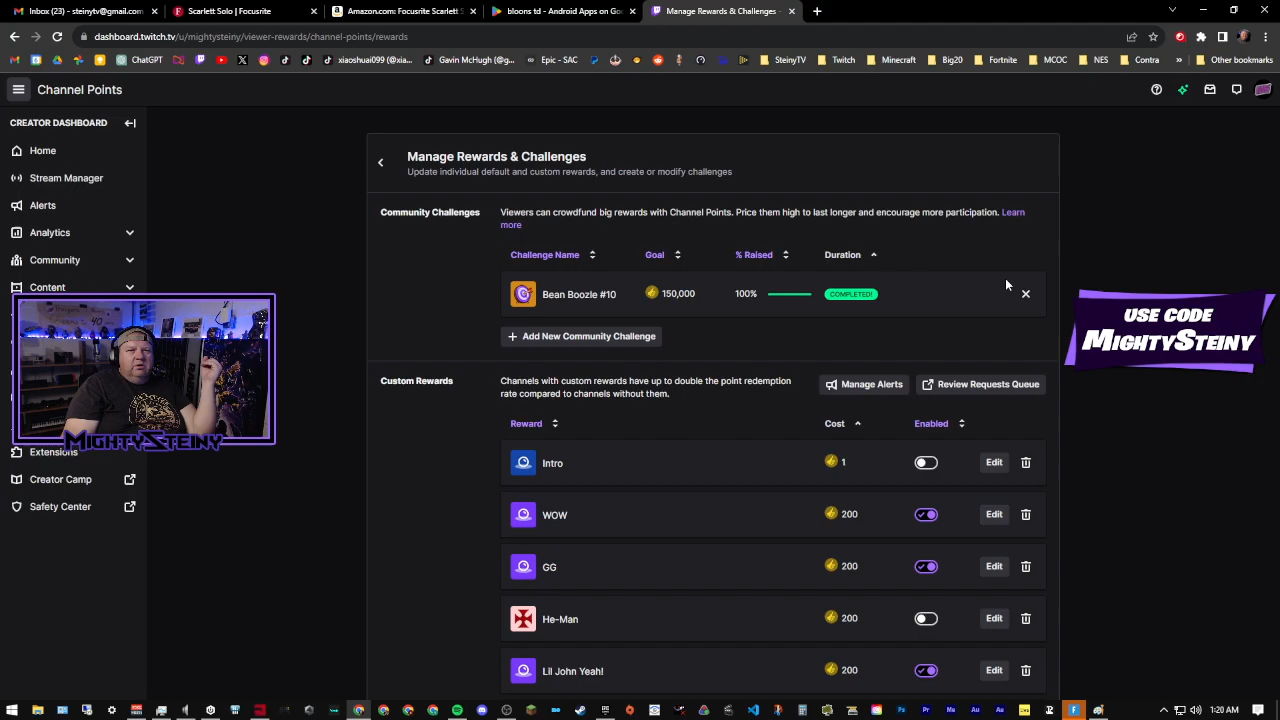 Inbox (23) - steinytv@gmail.com
Scarlett Solo | Focusrite
Amazon.com: Focusrite Scarlett S
bloons td - Android Apps on Goo
Manage Rewards & Challenges -
dashboard.twitch.tv/u/mightysteiny/viewer-rewards/channel-points/rewards
ChatGPT
xiaoshuai099 (@xia...
Gavin McHugh (@g...
Epic - SAC
SteinyTV
Twitch
Minecraft
Big20
Fortnite
MCOC
NES
Contra
»
Other bookmarks
Channel Points
CREATOR DASHBOARD
Home
Stream Manager
Alerts
Analytics
Community
Content
Extensions
Creator Camp
Safety Center
Manage Rewards & Challenges
Update individual default and custom rewards, and create or modify challenges
Community Challenges
Viewers can crowdfund big rewards with Channel Points. Price them high to last longer and encourage more participation. Learn
more
Challenge Name
Goal
% Raised
Duration
Bean Boozle #10
150,000
100%
COMPLETED!
+ Add New Community Challenge
Custom Rewards
Channels with custom rewards have up to double the point redemption
rate compared to channels without them.
Manage Alerts
Review Requests Queue
Reward
Cost
Enabled
Intro
1
Edit
WOW
200
Edit
GG
200
Edit
He-Man
200
Edit
Lil John Yeah!
200
Edit
MightySteiny
USE CODE
MightySteiny
1:20 AM